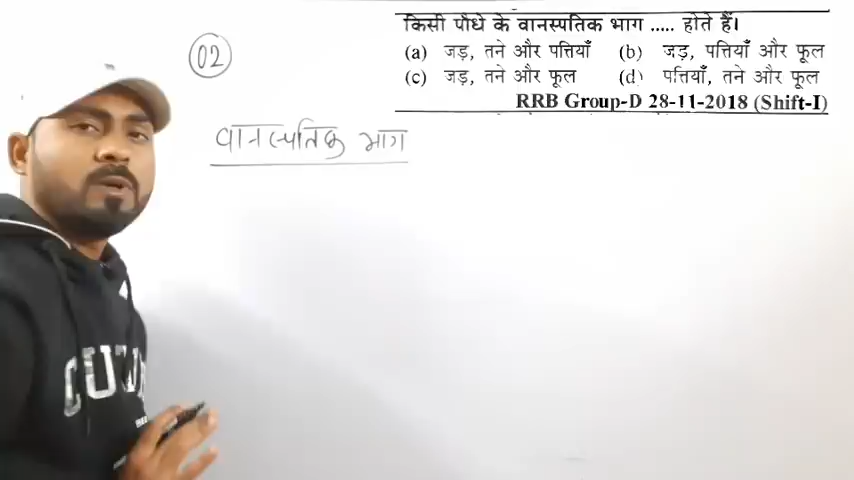 किसी पौधे के वानस्पतिक भाग ..... होते हैं।
(a) जड़, तने और पत्तियाँ (b) जड़, पत्तियाँ और फूल
(c) जड़, तने और फूल (d) पत्तियाँ, तने और फूल
RRB Group-D 28-11-2018 (Shift-I)
02
वानस्पतिक भाग